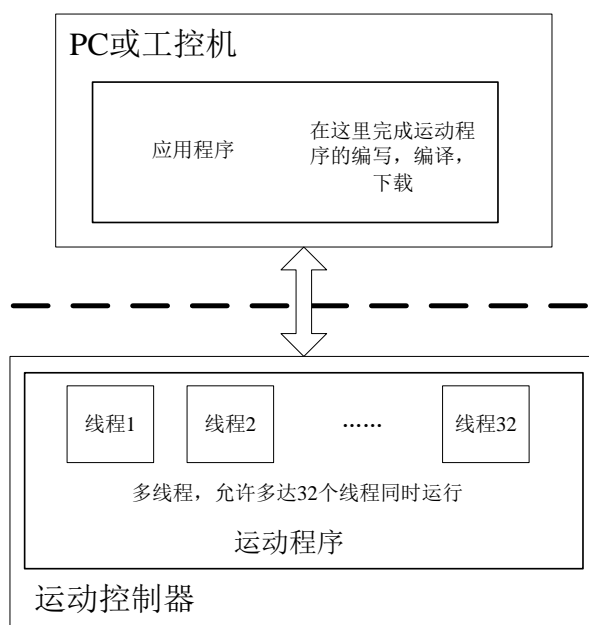 PC或工控机
应用程序
在这里完成运动程
序的编写，编译，
下载
线程1
线程2
……
线程32
多线程，允许多达32个线程同时运行
运动程序
运动控制器